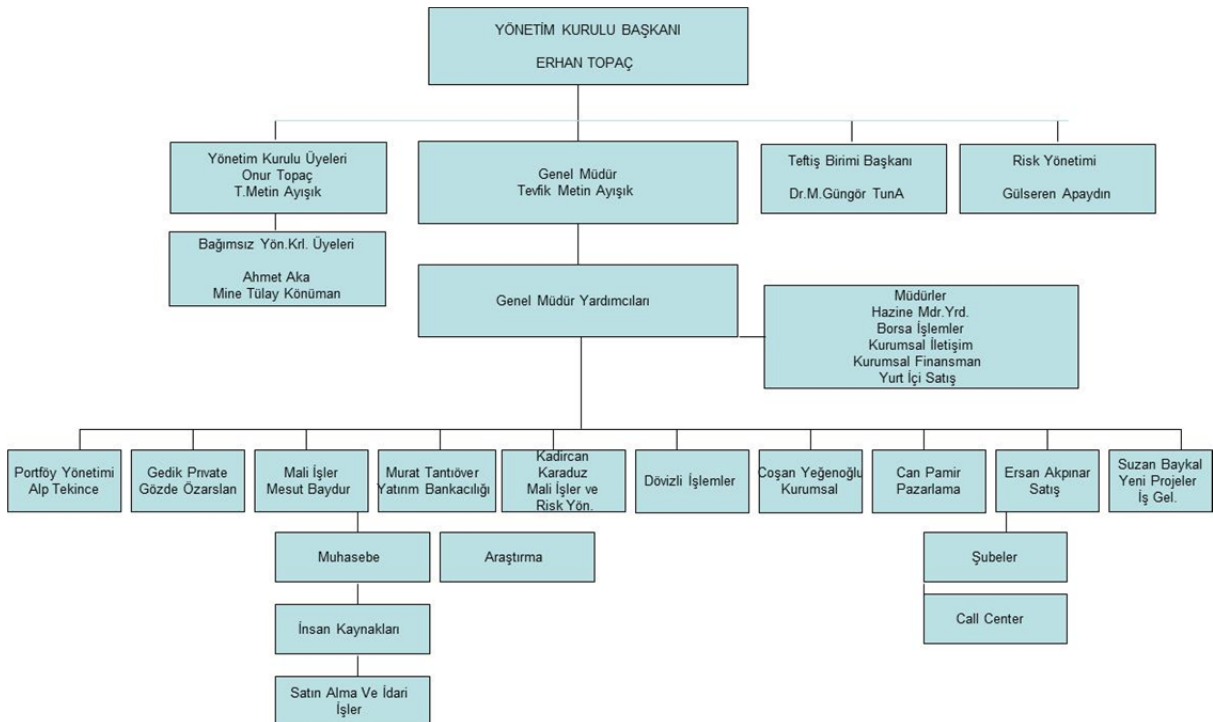 YÖNETİM KURULU BAŞKANI
ERHAN TOPAÇ
Yönetim Kurulu Üyeleri
Onur Topaç
T.Metin Ayışık
Genel Müdür
Tevfik Metin Ayışık
Teftiş Birimi Başkanı
Dr.M.Güngör TunA
Risk Yönetimi
Gülseren Apaydın
Bağımsız Yön.Krl. Üyeleri
Ahmet Aka
Mine Tülay Könüman
Genel Müdür Yardımcıları
Müdürler
Hazine Mdr.Yrd.
Borsa İşlemler
Kurumsal İletişim
Kurumsal Finansman
Yurt İçi Satış
Portföy Yönetimi
Alp Tekince
Gedik Prıvate
Gözde Özarslan
Mali İşler
Mesut Baydur
Murat Tantıöver
Yatırım Bankacılığı
Kadircan
Karaduz
Mali İşler ve
Risk Yön.
Dövizli İşlemler
Coşan Yeğenoğlu
Kurumsal
Can Pamir
Pazarlama
Ersan Akpınar
Satış
Suzan Baykal
Yeni Projeler
İş Gel.
Muhasebe
Araştırma
Şubeler
İnsan Kaynakları
Call Center
Satın Alma Ve İdari
İşler